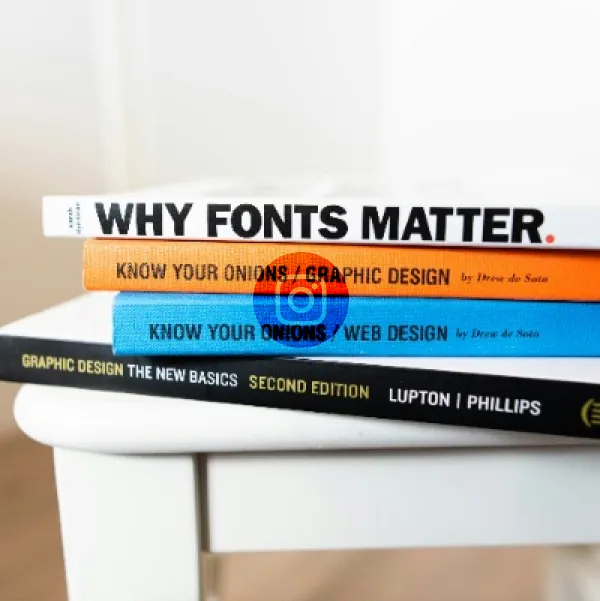 WHY FONTS MATTER.
KNOW YOUR ONIONS / GRAPHIC DESIGN by Drew de Soto
KNOW YOUR ONIONS / WEB DESIGN by Drew de Soto
GRAPHIC DESIGN THE NEW BASICS SECOND EDITION LUPTON | PHILLIPS